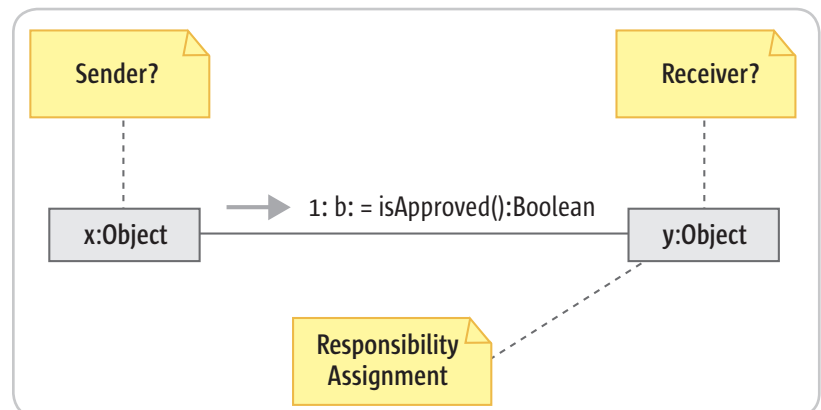 Sender?
Receiver?
1: b: = isApproved():Boolean
x:Object
y:Object
Responsibility
Assignment